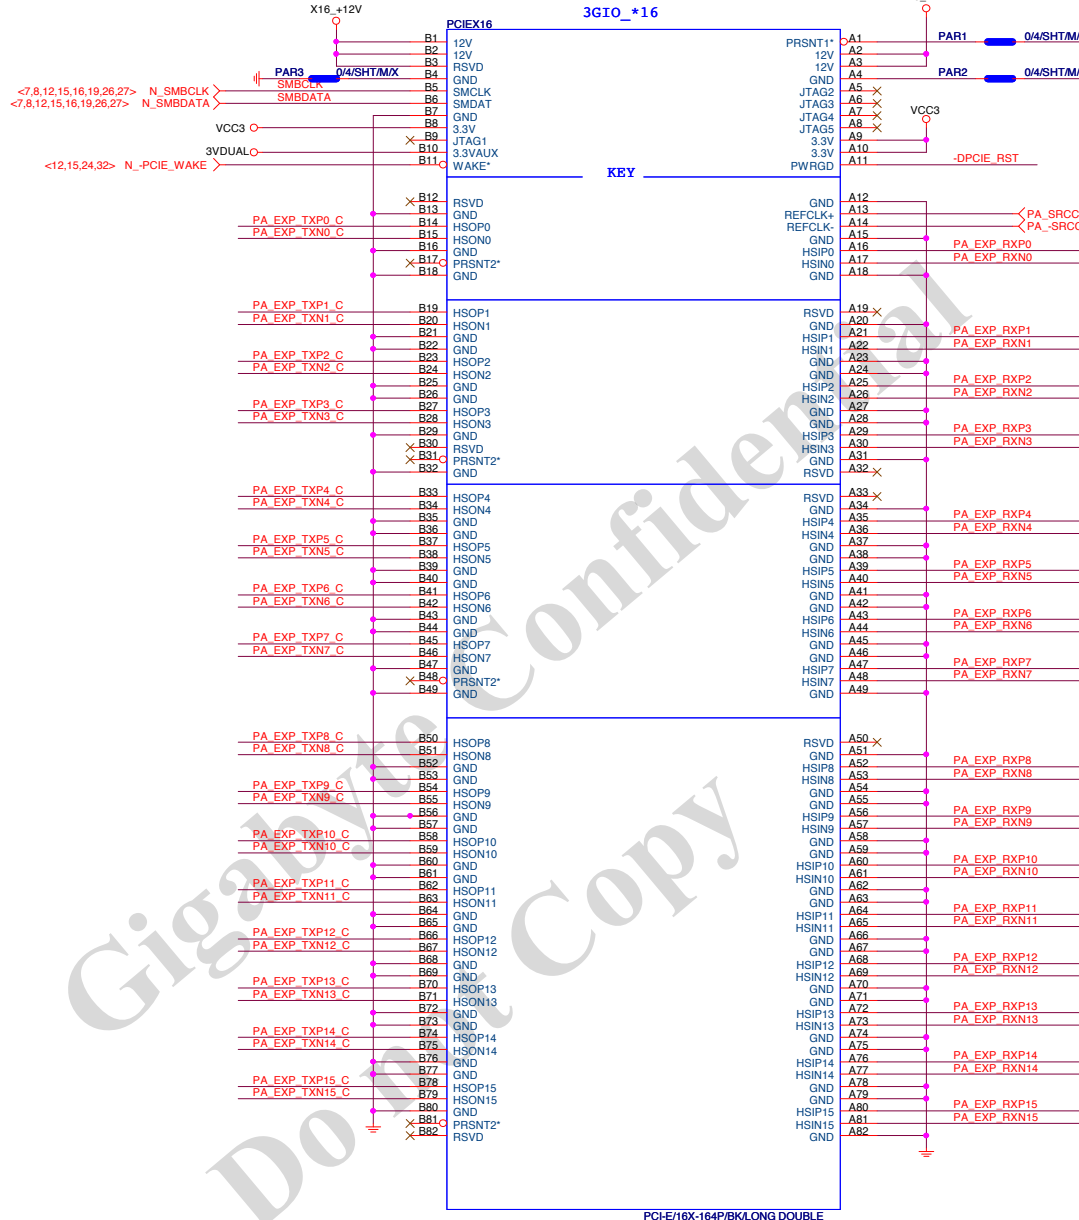 3GIO_*16
X16_+12V
PCIEX16
B1 12V PRSNT1* A1 PAR1 0/4/SHT/M/
B2 12V 12V A2
B3 RSVD 12V A3
PAR3 0/4/SHT/M/X B4 GND GND A4 PAR2 0/4/SHT/M/
<7,8,12,15,16,19,26,27> N_SMBCLK SMBCLK B5 SMCLK JTAG2 A5
<7,8,12,15,16,19,26,27> N_SMBDATA SMBDATA B6 SMDAT JTAG3 A6
B7 GND JTAG4 A7 VCC3
VCC3 B8 3.3V JTAG5 A8
B9 JTAG1 3.3V A9
3VDUAL B10 3.3VAUX 3.3V A10
<12,15,24,32> N_-PCIE_WAKE B11 WAKE* PWRGD A11 -DPCIE_RST
KEY
B12 RSVD GND A12
B13 GND REFCLK+ A13 PA_SRCC
PA_EXP_TXP0_C B14 HSOP0 REFCLK- A14 PA_-SRCC
PA_EXP_TXN0_C B15 HSON0 GND A15
B16 GND HSIP0 A16 PA_EXP_RXP0
B17 PRSNT2* HSIN0 A17 PA_EXP_RXN0
B18 GND GND A18
PA_EXP_TXP1_C B19 HSOP1 RSVD A19
PA_EXP_TXN1_C B20 HSON1 GND A20
B21 GND HSIP1 A21 PA_EXP_RXP1
B22 GND HSIN1 A22 PA_EXP_RXN1
PA_EXP_TXP2_C B23 HSOP2 GND A23
PA_EXP_TXN2_C B24 HSON2 GND A24
B25 GND HSIP2 A25 PA_EXP_RXP2
B26 GND HSIN2 A26 PA_EXP_RXN2
PA_EXP_TXP3_C B27 HSOP3 GND A27
PA_EXP_TXN3_C B28 HSON3 GND A28
B29 GND HSIP3 A29 PA_EXP_RXP3
B30 RSVD HSIN3 A30 PA_EXP_RXN3
B31 PRSNT2* GND A31
B32 GND RSVD A32
PA_EXP_TXP4_C B33 HSOP4 RSVD A33
PA_EXP_TXN4_C B34 HSON4 GND A34
B35 GND HSIP4 A35 PA_EXP_RXP4
B36 GND HSIN4 A36 PA_EXP_RXN4
PA_EXP_TXP5_C B37 HSOP5 GND A37
PA_EXP_TXN5_C B38 HSON5 GND A38
B39 GND HSIP5 A39 PA_EXP_RXP5
B40 GND HSIN5 A40 PA_EXP_RXN5
PA_EXP_TXP6_C B41 HSOP6 GND A41
PA_EXP_TXN6_C B42 HSON6 GND A42
B43 GND HSIP6 A43 PA_EXP_RXP6
B44 GND HSIN6 A44 PA_EXP_RXN6
PA_EXP_TXP7_C B45 HSOP7 GND A45
PA_EXP_TXN7_C B46 HSON7 GND A46
B47 GND HSIP7 A47 PA_EXP_RXP7
B48 PRSNT2* HSIN7 A48 PA_EXP_RXN7
B49 GND GND A49
PA_EXP_TXP8_C B50 HSOP8 RSVD A50
PA_EXP_TXN8_C B51 HSON8 GND A51
B52 GND HSIP8 A52 PA_EXP_RXP8
B53 GND HSIN8 A53 PA_EXP_RXN8
PA_EXP_TXP9_C B54 HSOP9 GND A54
PA_EXP_TXN9_C B55 HSON9 GND A55
B56 GND HSIP9 A56 PA_EXP_RXP9
B57 GND HSIN9 A57 PA_EXP_RXN9
PA_EXP_TXP10_C B58 HSOP10 GND A58
PA_EXP_TXN10_C B59 HSON10 GND A59
B60 GND HSIP10 A60 PA_EXP_RXP10
B61 GND HSIN10 A61 PA_EXP_RXN10
PA_EXP_TXP11_C B62 HSOP11 GND A62
PA_EXP_TXN11_C B63 HSON11 GND A63
B64 GND HSIP11 A64 PA_EXP_RXP11
B65 GND HSIN11 A65 PA_EXP_RXN11
PA_EXP_TXP12_C B66 HSOP12 GND A66
PA_EXP_TXN12_C B67 HSON12 GND A67
B68 GND HSIP12 A68 PA_EXP_RXP12
B69 GND HSIN12 A69 PA_EXP_RXN12
PA_EXP_TXP13_C B70 HSOP13 GND A70
PA_EXP_TXN13_C B71 HSON13 GND A71
B72 GND HSIP13 A72 PA_EXP_RXP13
B73 GND HSIN13 A73 PA_EXP_RXN13
PA_EXP_TXP14_C B74 HSOP14 GND A74
PA_EXP_TXN14_C B75 HSON14 GND A75
B76 GND HSIP14 A76 PA_EXP_RXP14
B77 GND HSIN14 A77 PA_EXP_RXN14
PA_EXP_TXP15_C B78 HSOP15 GND A78
PA_EXP_TXN15_C B79 HSON15 GND A79
B80 GND HSIP15 A80 PA_EXP_RXP15
B81 PRSNT2* HSIN15 A81 PA_EXP_RXN15
B82 RSVD GND A82
PCI-E/16X-164P/BK/LONG DOUBLE
Gigabyte Confidential
Do not Copy